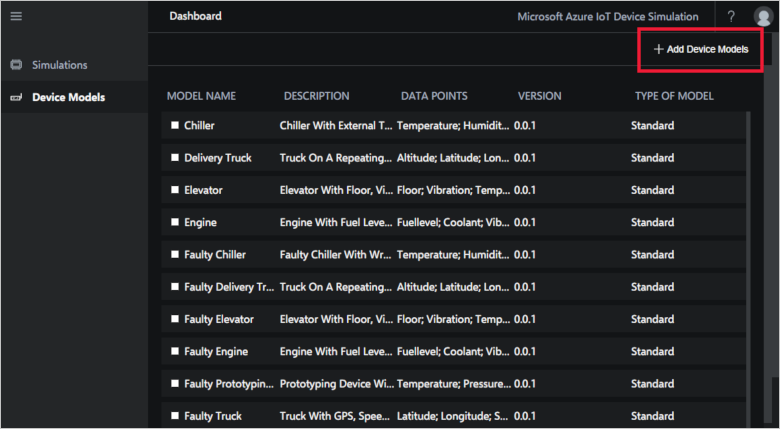 Dashboard Microsoft Azure IoT Device Simulation ?
+ Add Device Models
Simulations
Device Models
MODEL NAME DESCRIPTION DATA POINTS VERSION TYPE OF MODEL
Chiller Chiller With External T... Temperature; Humidit... 0.0.1 Standard
Delivery Truck Truck On A Repeating... Altitude; Latitude; Lon... 0.0.1 Standard
Elevator Elevator With Floor, Vi... Floor; Vibration; Temp... 0.0.1 Standard
Engine Engine With Fuel Leve... Fuellevel; Coolant; Vib... 0.0.1 Standard
Faulty Chiller Faulty Chiller With Wr... Temperature; Humidit... 0.0.1 Standard
Faulty Delivery Tr... Truck On A Repeating... Altitude; Latitude; Lon... 0.0.1 Standard
Faulty Elevator Elevator With Floor, Vi... Floor; Vibration; Temp... 0.0.1 Standard
Faulty Engine Engine With Fuel Leve... Fuellevel; Coolant; Vib... 0.0.1 Standard
Faulty Prototypin... Prototyping Device Wi... Temperature; Pressure... 0.0.1 Standard
Faulty Truck Truck With GPS, Spee... Latitude; Longitude; S... 0.0.1 Standard